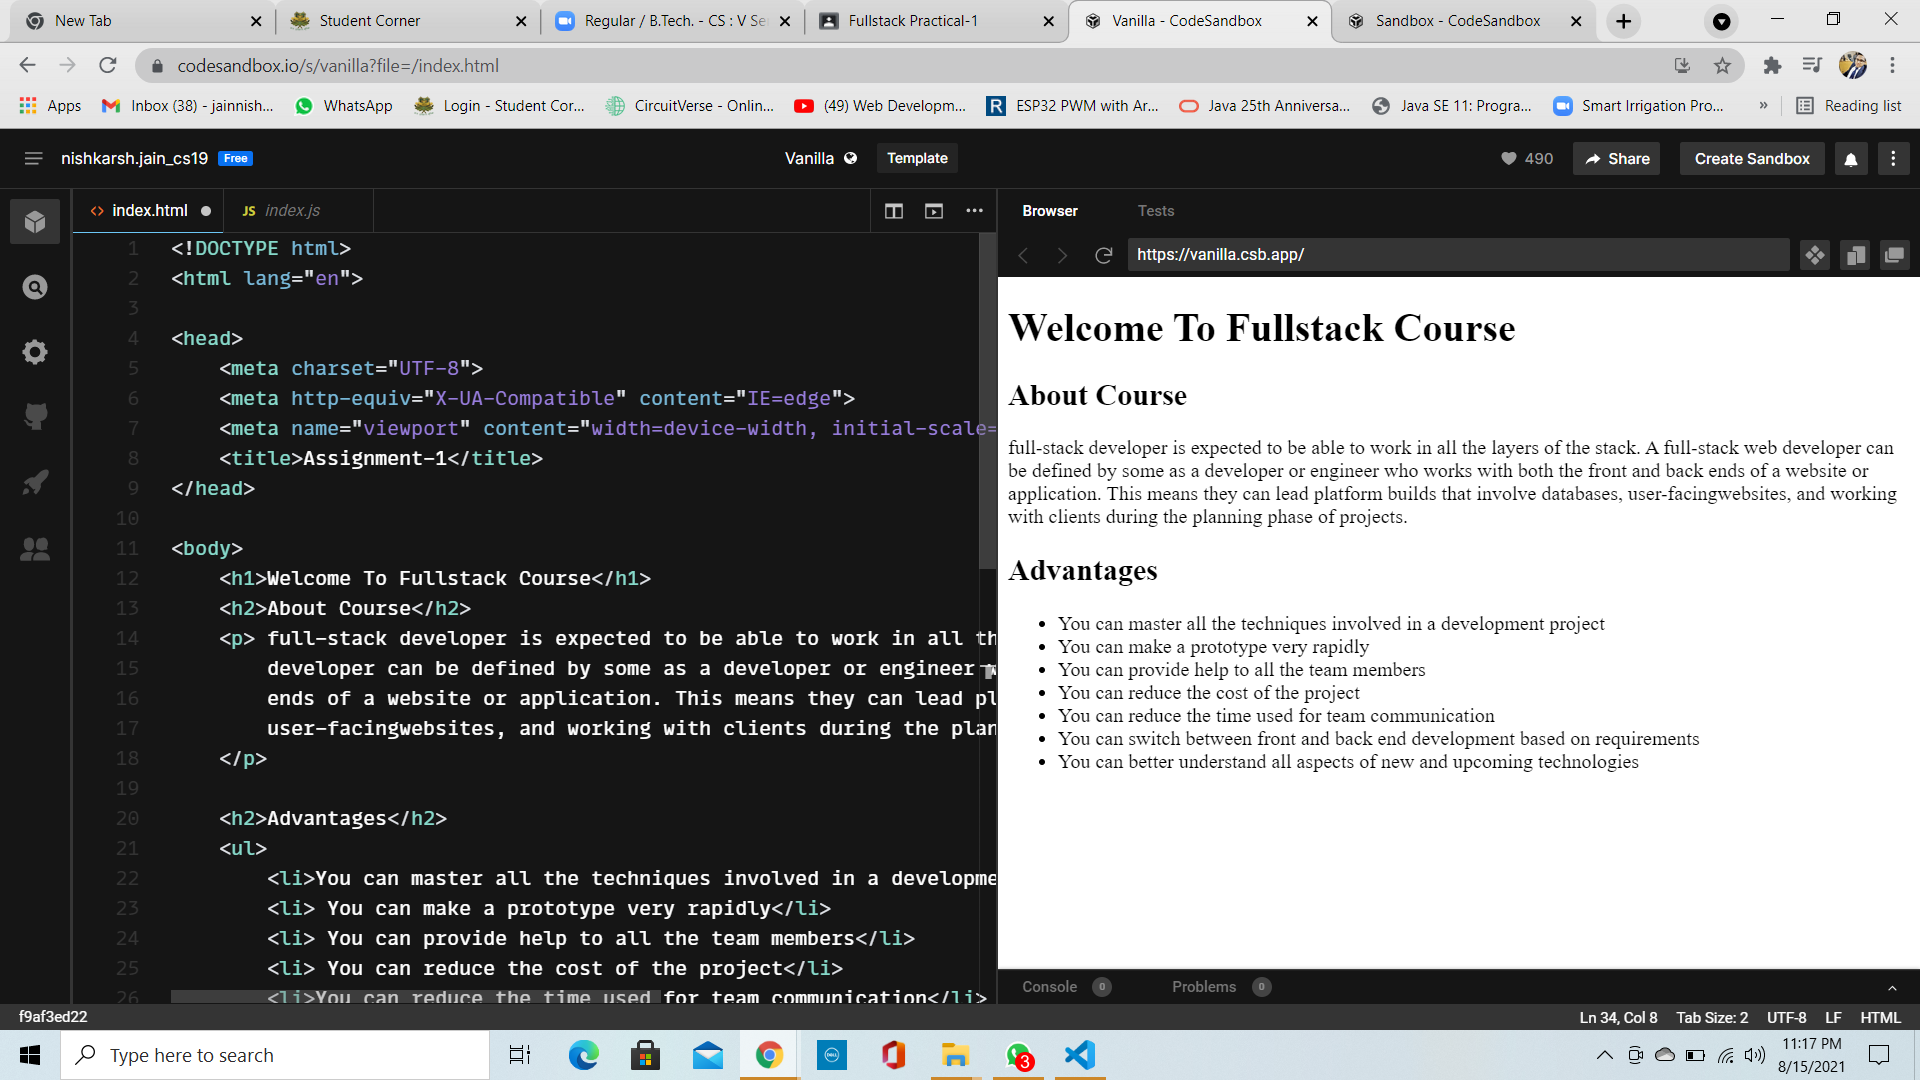 New Tab
Student Corner
Regular / B.Tech. - CS : V Se
Fullstack Practical-1
Vanilla - CodeSandbox
Sandbox - CodeSandbox
codesandbox.io/s/vanilla?file=/index.html
Apps
Inbox (38) - jainnish...
WhatsApp
Login - Student Cor...
CircuitVerse - Onlin...
(49) Web Developm...
R
ESP32 PWM with Ar...
Java 25th Anniversa...
Java SE 11: Progra...
Smart Irrigation Pro...
»
Reading list
nishkarsh.jain_cs19 Free
Vanilla
Template
490
Share
Create Sandbox
<> index.html
JS index.js
Browser
Tests
https://vanilla.csb.app/
1 <!DOCTYPE html>
2 <html lang="en">
3
4 <head>
5 <meta charset="UTF-8">
6 <meta http-equiv="X-UA-Compatible" content="IE=edge">
7 <meta name="viewport" content="width=device-width, initial-scale=
8 <title>Assignment-1</title>
9 </head>
10
11 <body>
12 <h1>Welcome To Fullstack Course</h1>
13 <h2>About Course</h2>
14 <p> full-stack developer is expected to be able to work in all th
15 developer can be defined by some as a developer or engineer w
16 ends of a website or application. This means they can lead pl
17 user-facingwebsites, and working with clients during the plan
18 </p>
19
20 <h2>Advantages</h2>
21 <ul>
22 <li>You can master all the techniques involved in a developme
23 <li> You can make a prototype very rapidly</li>
24 <li> You can provide help to all the team members</li>
25 <li> You can reduce the cost of the project</li>
26 <li>You can reduce the time used for team communication</li>
Welcome To Fullstack Course
About Course
full-stack developer is expected to be able to work in all the layers of the stack. A full-stack web developer can
be defined by some as a developer or engineer who works with both the front and back ends of a website or
application. This means they can lead platform builds that involve databases, user-facingwebsites, and working
with clients during the planning phase of projects.
Advantages
• You can master all the techniques involved in a development project
• You can make a prototype very rapidly
• You can provide help to all the team members
• You can reduce the cost of the project
• You can reduce the time used for team communication
• You can switch between front and back end development based on requirements
• You can better understand all aspects of new and upcoming technologies
Console 0
Problems 0
f9af3ed22
Ln 34, Col 8
Tab Size: 2
UTF-8
LF
HTML
Type here to search
DELL
3
11:17 PM
8/15/2021